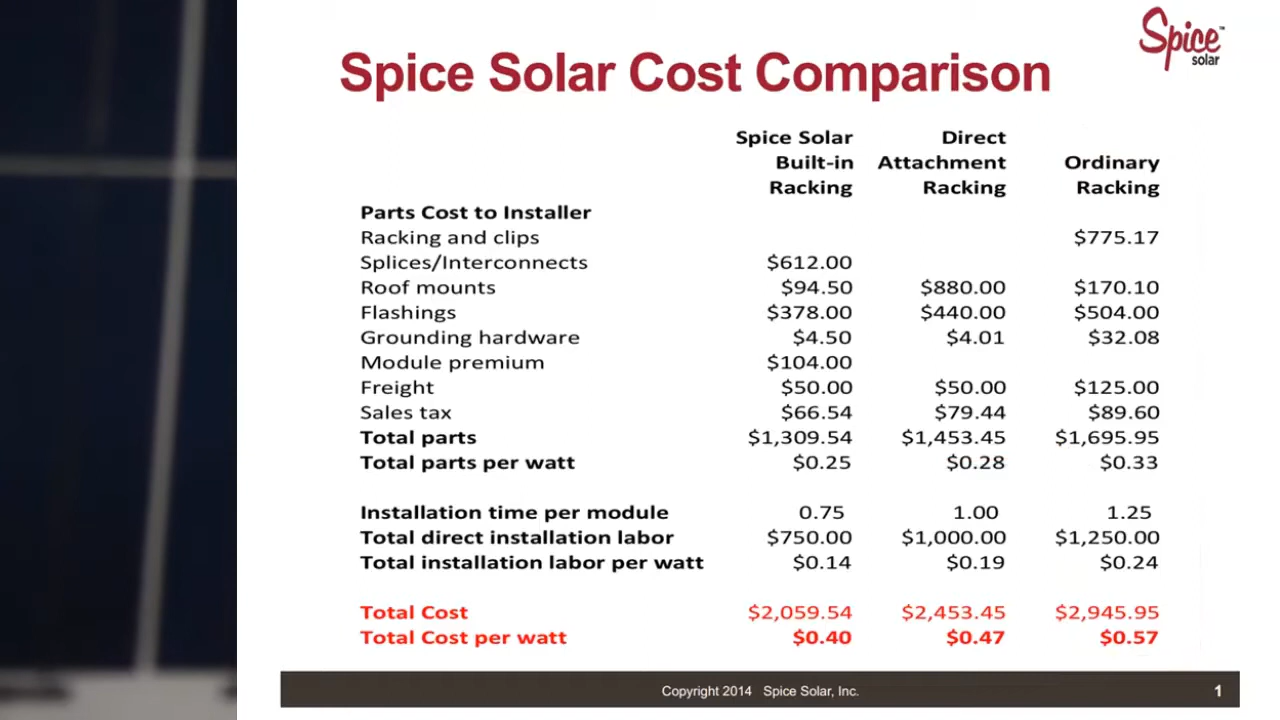 Spice™
solar
Spice Solar Cost Comparison
Spice Solar Built-in Racking Direct Attachment Racking Ordinary Racking
Parts Cost to Installer
Racking and clips $775.17
Splices/Interconnects $612.00
Roof mounts $94.50 $880.00 $170.10
Flashings $378.00 $440.00 $504.00
Grounding hardware $4.50 $4.01 $32.08
Module premium $104.00
Freight $50.00 $50.00 $125.00
Sales tax $66.54 $79.44 $89.60
Total parts $1,309.54 $1,453.45 $1,695.95
Total parts per watt $0.25 $0.28 $0.33
Installation time per module 0.75 1.00 1.25
Total direct installation labor $750.00 $1,000.00 $1,250.00
Total installation labor per watt $0.14 $0.19 $0.24
Total Cost $2,059.54 $2,453.45 $2,945.95
Total Cost per watt $0.40 $0.47 $0.57
Copyright 2014 Spice Solar, Inc. 1